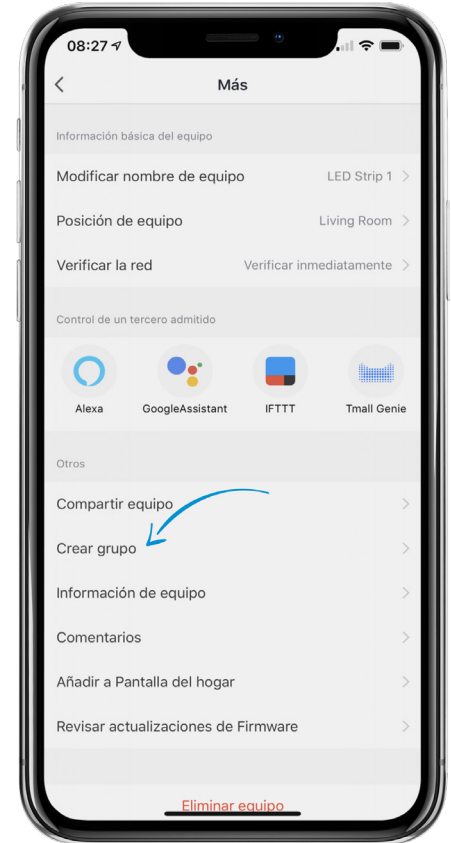 08:27
Más
Información básica del equipo
Modificar nombre de equipo LED Strip 1
Posición de equipo Living Room
Verificar la red Verificar inmediatamente
Control de un tercero admitido
Alexa GoogleAssistant IFTTT Tmall Genie
Otros
Compartir equipo
Crear grupo
Información de equipo
Comentarios
Añadir a Pantalla del hogar
Revisar actualizaciones de Firmware
Eliminar equipo